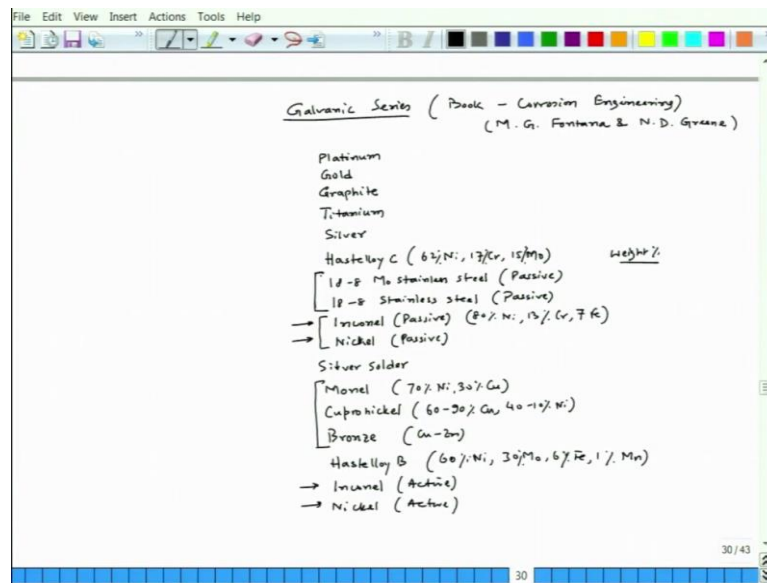 File Edit View Insert Actions Tools Help
Galvanic Series ( Book - Corrosion Engineering)
(M. G. Fontana & N. D. Greene)
Platinum
Gold
Graphite
Titanium
Silver
Hastelloy C ( 62% Ni, 17% Cr, 15% Mo) Weight %
18-8 Mo Stainless steel (Passive)
18-8 Stainless steel (Passive)
→ Inconel (Passive) (80% Ni, 13% Cr, 7 Fe)
→ Nickel (Passive)
Silver Solder
Monel ( 70% Ni, 30% Cu)
Cupronickel ( 60-90% Cu, 40-10% Ni)
Bronze (Cu-Zn)
Hastelloy B ( 60% Ni, 30% Mo, 6% Fe, 1% Mn)
→ Inconel (Active)
→ Nickel (Active)
30/43
30